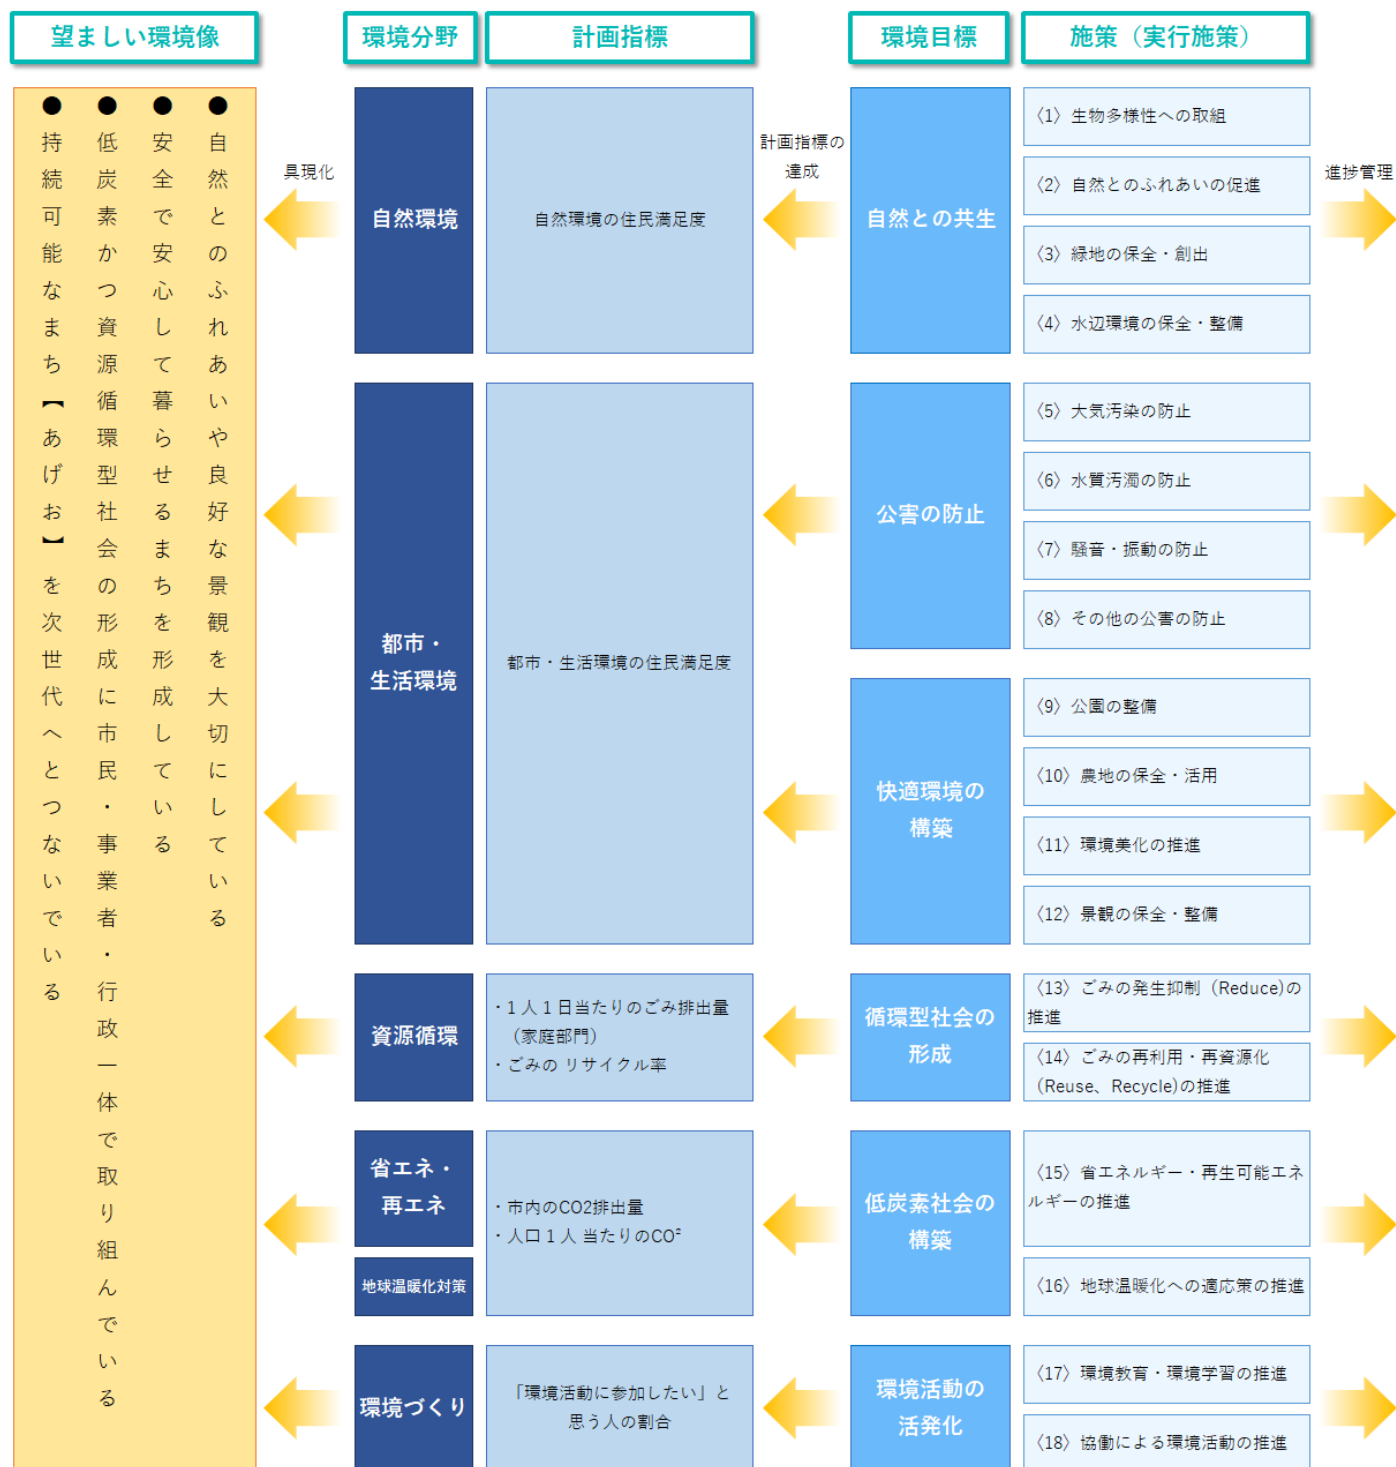 望ましい環境像
環境分野
計画指標
環境目標
施策（実行施策）
●自然とのふれあいや良好な景観を大切にしている
●安全で安心して暮らせるまちを形成している
●低炭素かつ資源循環型社会の形成に市民・事業者・行政一体で取り組んでいる
●持続可能なまち【あげお】を次世代へとつないでいる
具現化
自然環境
自然環境の住民満足度
計画指標の
達成
自然との共生
〈1〉生物多様性への取組
〈2〉自然とのふれあいの促進
〈3〉緑地の保全・創出
〈4〉水辺環境の保全・整備
進捗管理
都市・
生活環境
都市・生活環境の住民満足度
公害の防止
〈5〉大気汚染の防止
〈6〉水質汚濁の防止
〈7〉騒音・振動の防止
〈8〉その他の公害の防止
快適環境の
構築
〈9〉公園の整備
〈10〉農地の保全・活用
〈11〉環境美化の推進
〈12〉景観の保全・整備
資源循環
・1人1日当たりのごみ排出量
（家庭部門）
・ごみの リサイクル率
循環型社会の
形成
〈13〉ごみの発生抑制（Reduce)の
推進
〈14〉ごみの再利用・再資源化
（Reuse、Recycle)の推進
省エネ・
再エネ
地球温暖化対策
・市内のCO2排出量
・人口1人 当たりのCO²
低炭素社会の
構築
〈15〉省エネルギー・再生可能エネ
ルギーの推進
〈16〉地球温暖化への適応策の推進
環境づくり
「環境活動に参加したい」と
思う人の割合
環境活動の
活発化
〈17〉環境教育・環境学習の推進
〈18〉協働による環境活動の推進